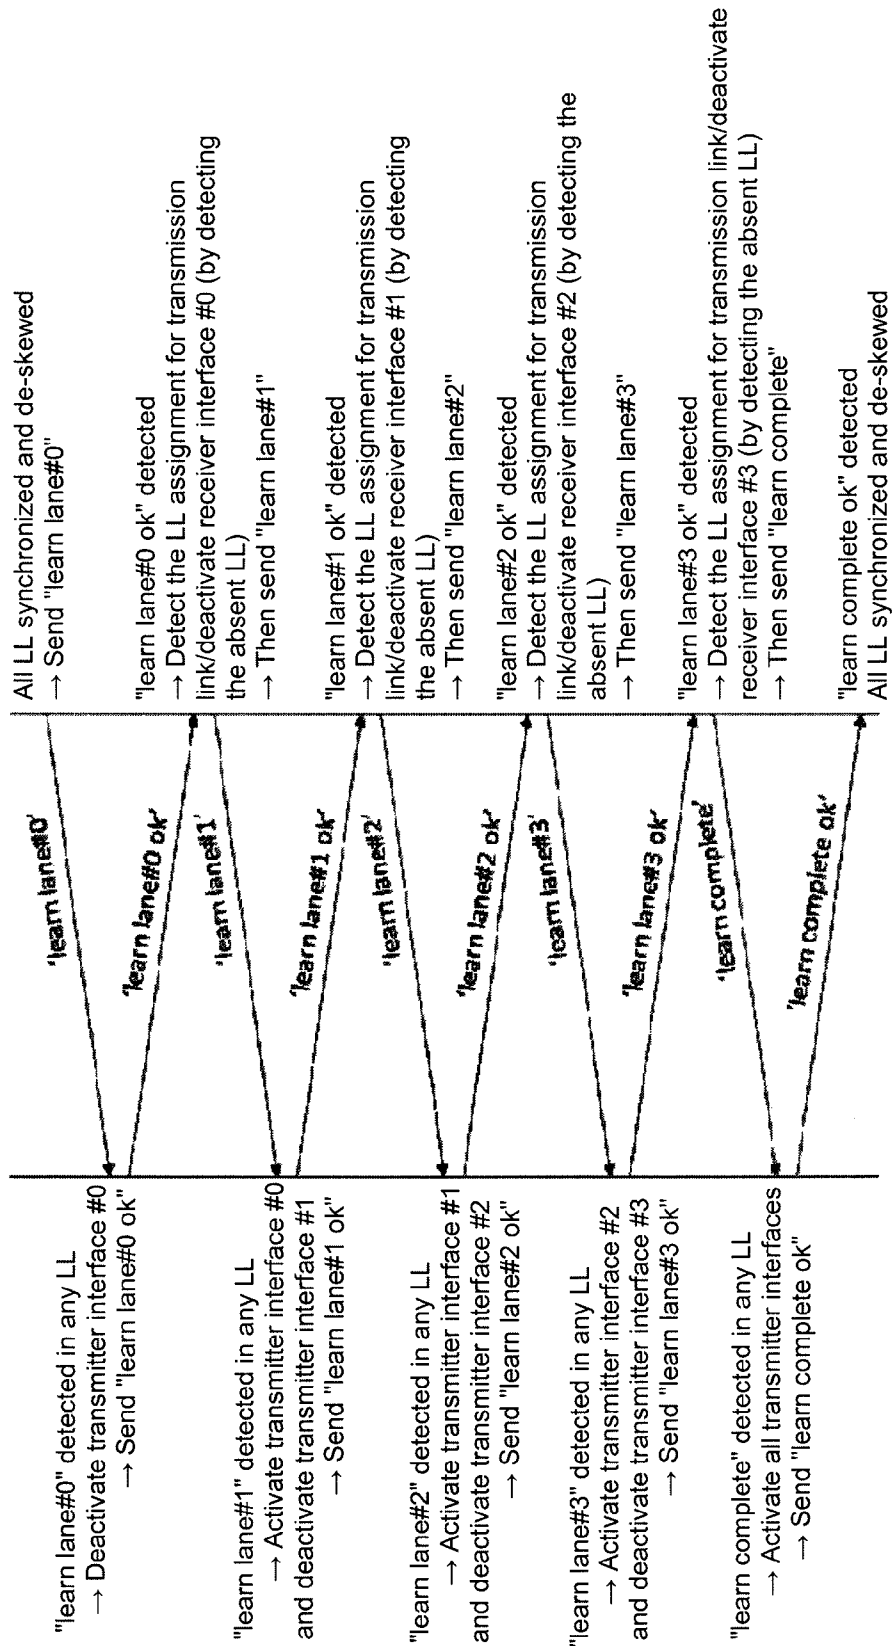 All LL synchronized and de-skewed
→ Send "learn lane#0"
'learn lane#0'
"learn lane#0" detected in any LL
→ Deactivate transmitter interface #0
→ Send "learn lane#0 ok"
'learn lane#0 ok'
"learn lane#0 ok" detected
→ Detect the LL assignment for transmission
link/deactivate receiver interface #0 (by detecting
the absent LL)
→ Then send "learn lane#1"
'learn lane#1'
"learn lane#1" detected in any LL
→ Activate transmitter interface #0
and deactivate transmitter interface #1
→ Send "learn lane#1 ok"
'learn lane#1 ok'
"learn lane#1 ok" detected
→ Detect the LL assignment for transmission
link/deactivate receiver interface #1 (by detecting
the absent LL)
→ Then send "learn lane#2"
'learn lane#2'
"learn lane#2" detected in any LL
→ Activate transmitter interface #1
and deactivate transmitter interface #2
→ Send "learn lane#2 ok"
'learn lane#2 ok'
"learn lane#2 ok" detected
→ Detect the LL assignment for transmission
link/deactivate receiver interface #2 (by detecting the
absent LL)
→ Then send "learn lane#3"
'learn lane#3'
"learn lane#3" detected in any LL
→ Activate transmitter interface #2
and deactivate transmitter interface #3
→ Send "learn lane#3 ok"
'learn lane#3 ok'
"learn lane#3 ok" detected
→ Detect the LL assignment for transmission link/deactivate
receiver interface #3 (by detecting the absent LL)
→ Then send "learn complete"
'learn complete'
"learn complete" detected in any LL
→ Activate all transmitter interfaces
→ Send "learn complete ok"
'learn complete ok'
"learn complete ok" detected
All LL synchronized and de-skewed